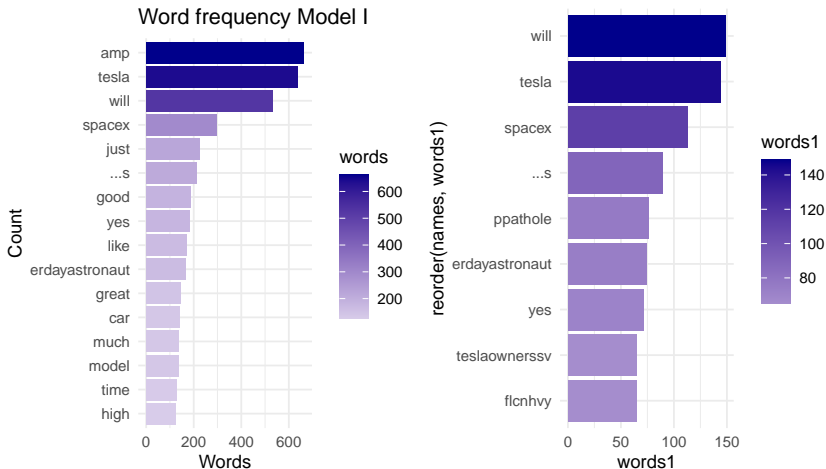 Word frequency Model I
Count
amp
tesla
will
spacex
just
...s
good
yes
like
erdayastronaut
great
car
much
model
time
high
0 200 400 600
Words
words
600
500
400
300
200
reorder(names, words1)
will
tesla
spacex
...s
ppathole
erdayastronaut
yes
teslaownerssv
flcnhvy
0 50 100 150
words1
words1
140
120
100
80